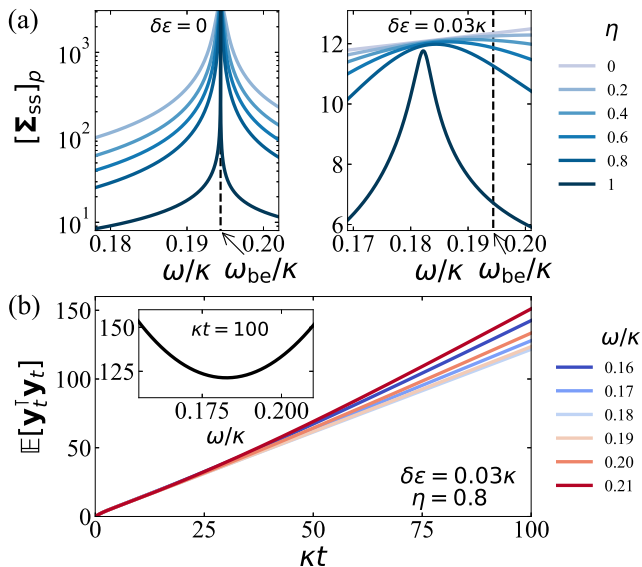 (a)
δε = 0
δε = 0.03κ
[Σss]p
10³
10²
10¹
0.18 0.19 0.20
ω/κ
ωbe/κ
12
10
8
6
0.17 0.18 0.19 0.20
ω/κ
ωbe/κ
η
0
0.2
0.4
0.6
0.8
1
(b)
𝔼[yₜᵀyₜ]
150
100
50
0
0 25 50 75 100
κt
150
125
κt = 100
0.175 0.200
ω/κ
δε = 0.03κ
η = 0.8
ω/κ
0.16
0.17
0.18
0.19
0.20
0.21